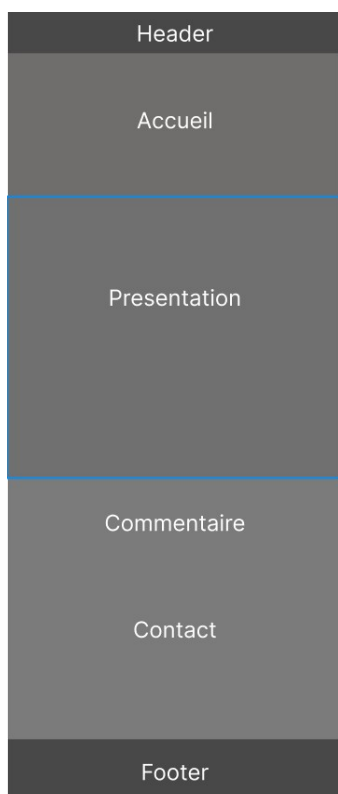 Header
Accueil
Presentation
Commentaire
Contact
Footer